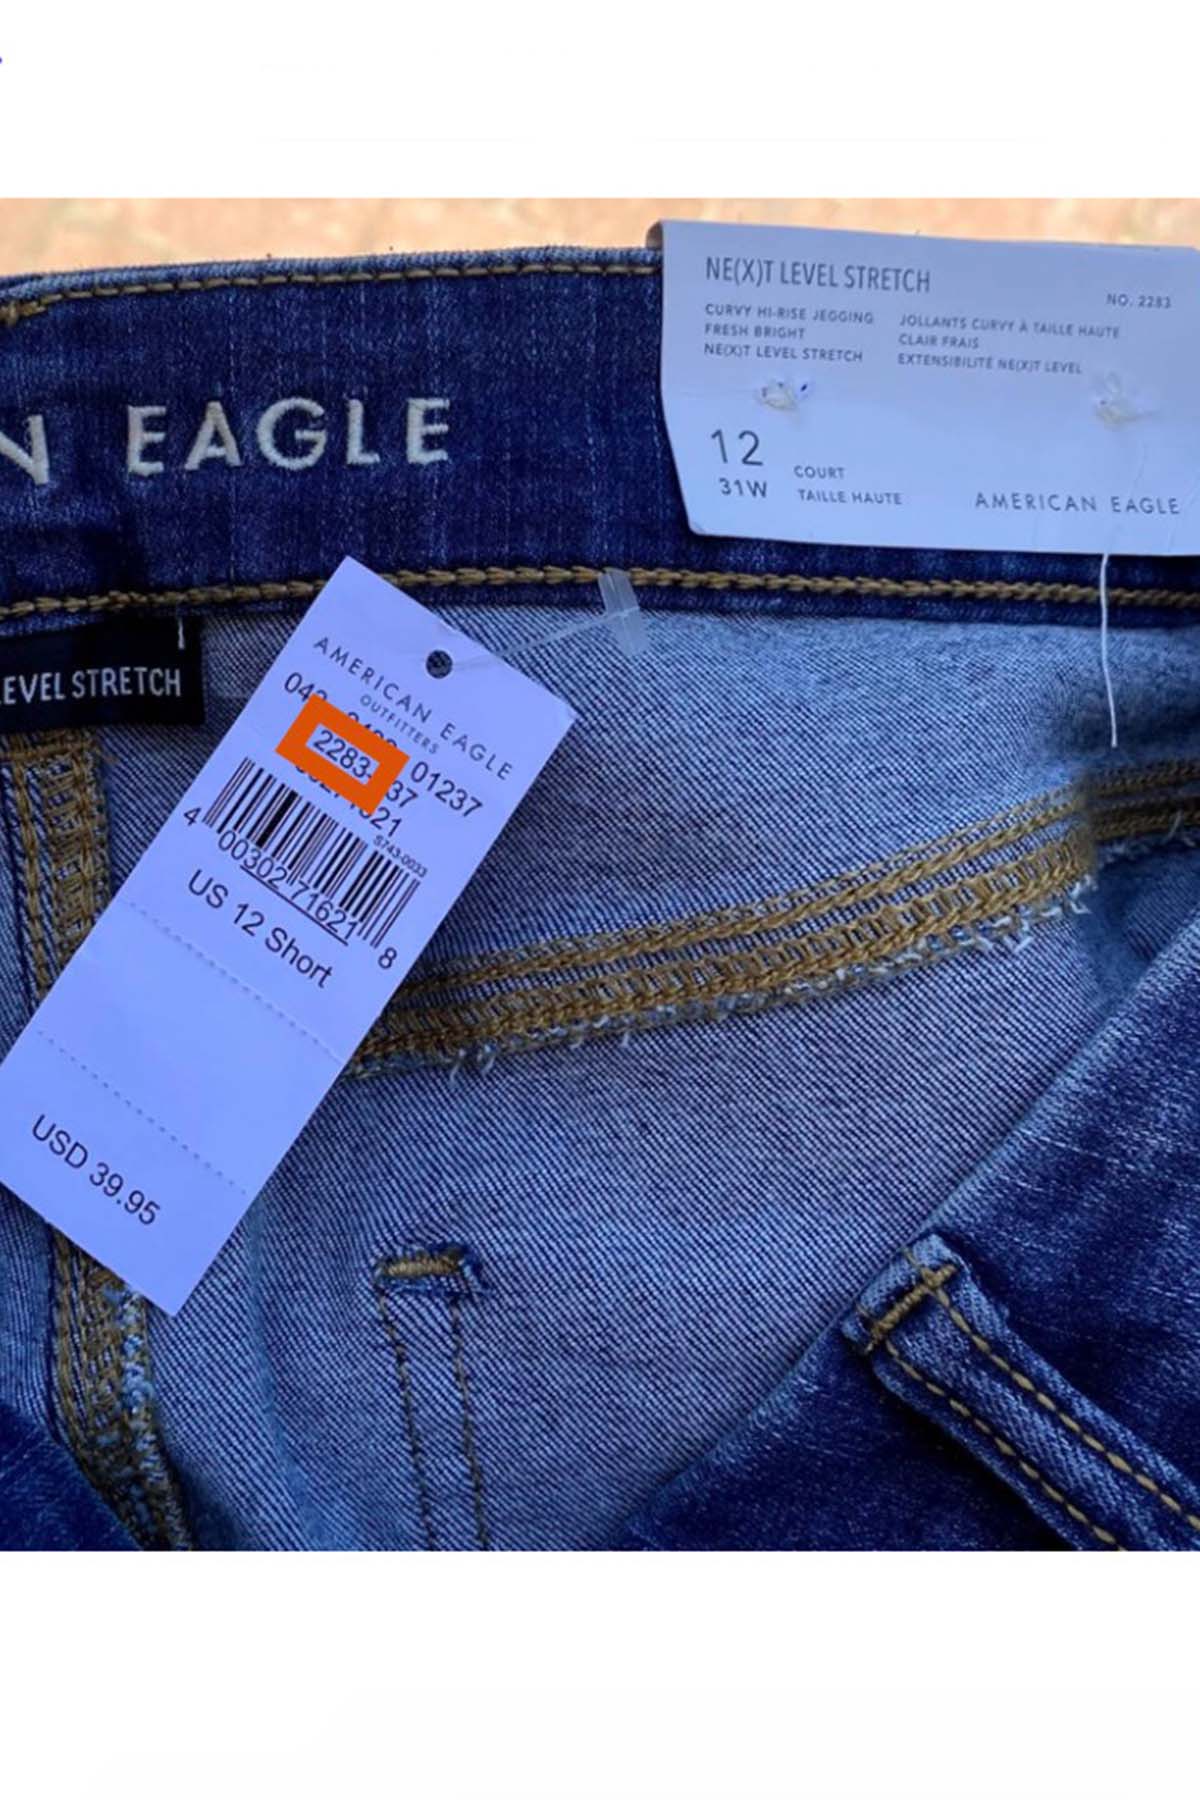 NE(X)T LEVEL STRETCH
NO. 2283
CURVY HI-RISE JEGGING
FRESH BRIGHT
NE(X)T LEVEL STRETCH
JOLLANTS CURVY À TAILLE HAUTE
CLAIR FRAIS
EXTENSIBILITÉ NE(X)T LEVEL
12
31W
COURT
TAILLE HAUTE
AMERICAN EAGLE
EAGLE
LEVEL STRETCH
AMERICAN EAGLE
OUTFITTERS
01237
2283-
S743-0033
4 00302 71621 8
US 12 Short
USD 39.95